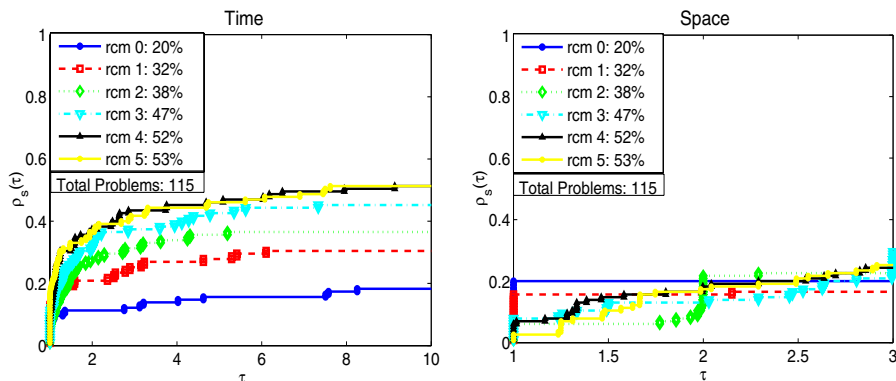 Time
1
0.8
0.6
0.4
0.2
0
ρs(τ)
rcm 0: 20%
rcm 1: 32%
rcm 2: 38%
rcm 3: 47%
rcm 4: 52%
rcm 5: 53%
Total Problems: 115
2 4 6 8 10
τ
Space
1
0.8
0.6
0.4
0.2
0
ρs(τ)
rcm 0: 20%
rcm 1: 32%
rcm 2: 38%
rcm 3: 47%
rcm 4: 52%
rcm 5: 53%
Total Problems: 115
1 1.5 2 2.5 3
τ